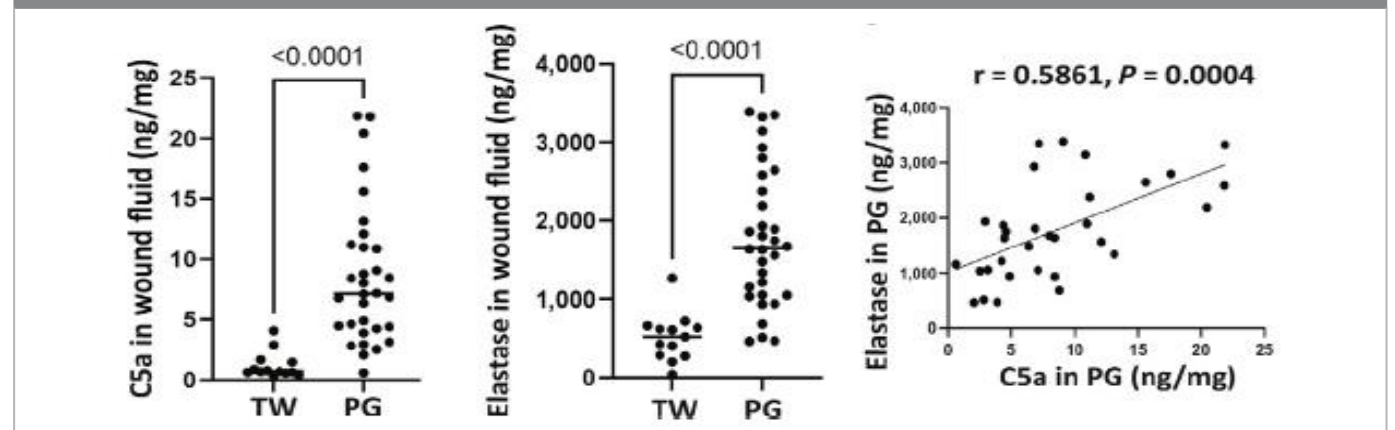 C5a in wound fluid (ng/mg)
<0.0001
25
20
15
10
5
0
TW PG
Elastase in wound fluid (ng/mg)
<0.0001
4,000
3,000
2,000
1,000
0
TW PG
r = 0.5861, P = 0.0004
Elastase in PG (ng/mg)
4,000
3,000
2,000
1,000
0
0 5 10 15 20 25
C5a in PG (ng/mg)